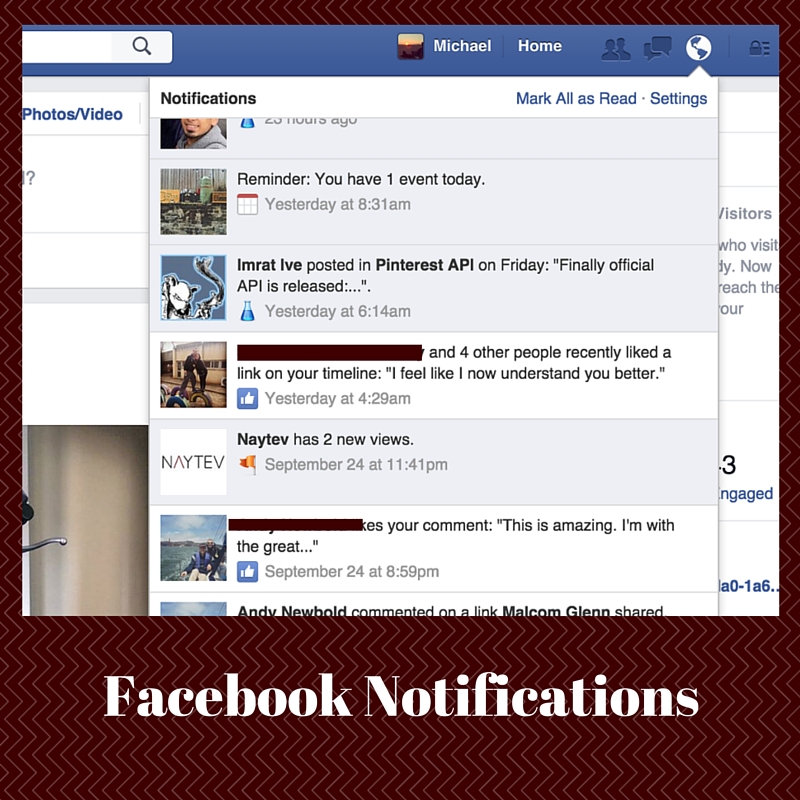 Michael Home
Photos/Video
Notifications Mark All as Read · Settings
23 hours ago
?
Reminder: You have 1 event today.
Yesterday at 8:31am
Visitors
who visit
Now
reach the
your
Imrat Ive posted in Pinterest API on Friday: "Finally official
API is released:...".
Yesterday at 6:14am
and 4 other people recently liked a
link on your timeline: "I feel like I now understand you better."
Yesterday at 4:29am
NAYTEV
Naytev has 2 new views.
September 24 at 11:41pm
3
Engaged
kes your comment: "This is amazing. I'm with
the great..."
September 24 at 8:59pm
a0-1a6..
Andy Newbold commented on a link Malcom Glenn shared.
Facebook Notifications